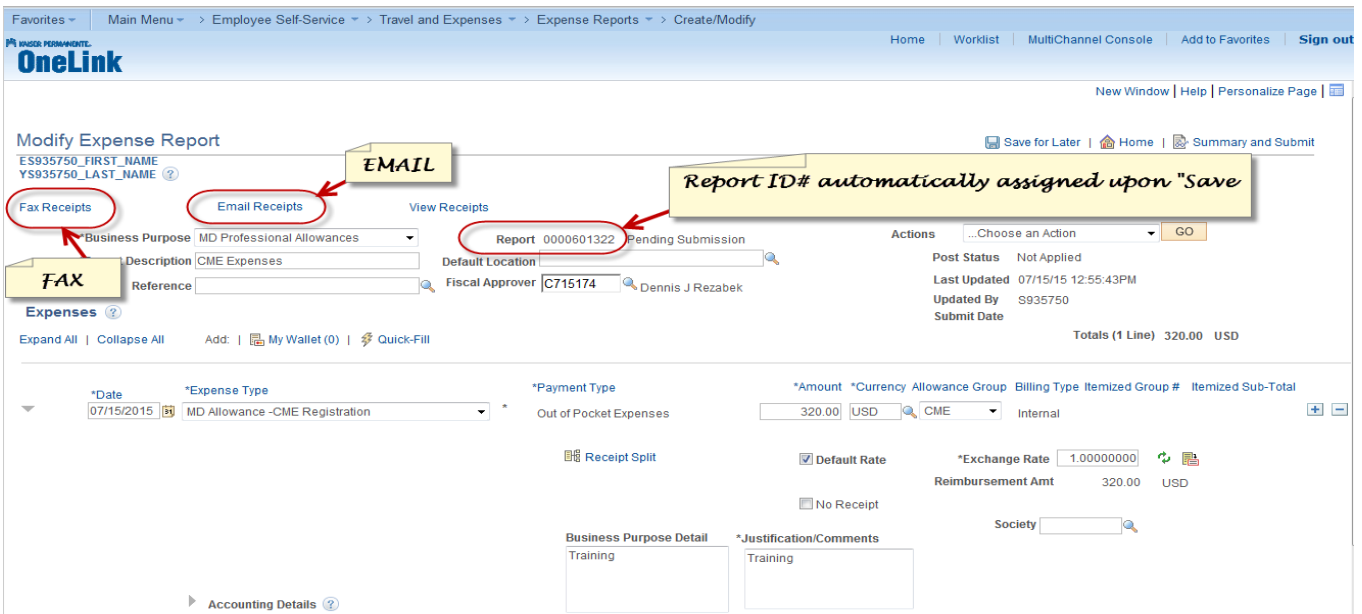 Favorites Main Menu > Employee Self-Service > Travel and Expenses > Expense Reports > Create/Modify
KAISER PERMANENTE.
OneLink
Home | Worklist | MultiChannel Console | Add to Favorites | Sign out
New Window | Help | Personalize Page |
Modify Expense Report
Save for Later | Home | Summary and Submit
ES935750_FIRST_NAME
YS935750_LAST_NAME ?
EMAIL
Report ID# automatically assigned upon "Save
Fax Receipts Email Receipts View Receipts
*Business Purpose MD Professional Allowances Report 0000601322 Pending Submission Actions ...Choose an Action GO
Description CME Expenses Default Location Post Status Not Applied
FAX
Reference Fiscal Approver C715174 Dennis J Rezabek Last Updated 07/15/15 12:55:43PM
Updated By S935750
Expenses ?
Submit Date
Totals (1 Line) 320.00 USD
Expand All | Collapse All Add: | My Wallet (0) | Quick-Fill
*Date *Expense Type *Payment Type *Amount *Currency Allowance Group Billing Type Itemized Group # Itemized Sub-Total
07/15/2015 31 MD Allowance -CME Registration * Out of Pocket Expenses 320.00 USD CME Internal + -
Receipt Split Default Rate *Exchange Rate 1.00000000
Reimbursement Amt 320.00 USD
No Receipt
Society
Business Purpose Detail *Justification/Comments
Training Training
Accounting Details ?